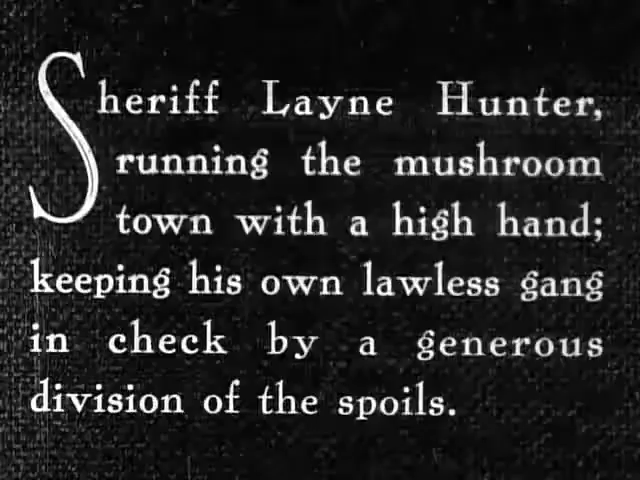 Sheriff Layne Hunter,
running the mushroom
town with a high hand;
keeping his own lawless gang
in check by a generous
division of the spoils.